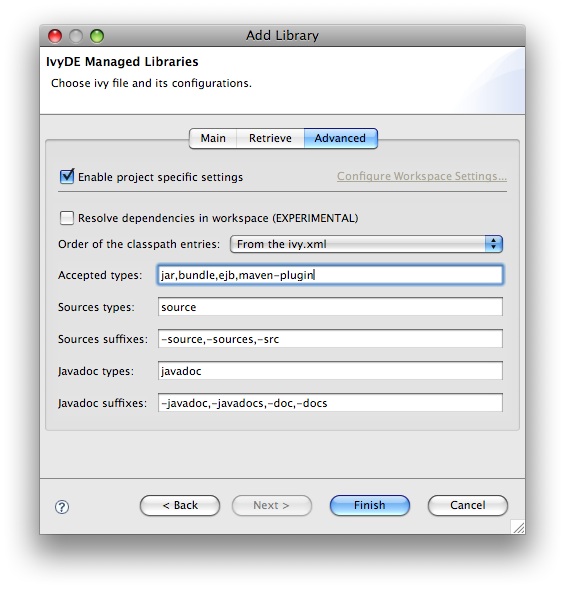 Add Library
IvyDE Managed Libraries
Choose ivy file and its configurations.
Main Retrieve Advanced
Enable project specific settings Configure Workspace Settings...
Resolve dependencies in workspace (EXPERIMENTAL)
Order of the classpath entries: From the ivy.xml
Accepted types: jar,bundle,ejb,maven-plugin
Sources types: source
Sources suffixes: -source,-sources,-src
Javadoc types: javadoc
Javadoc suffixes: -javadoc,-javadocs,-doc,-docs
? < Back Next > Finish Cancel